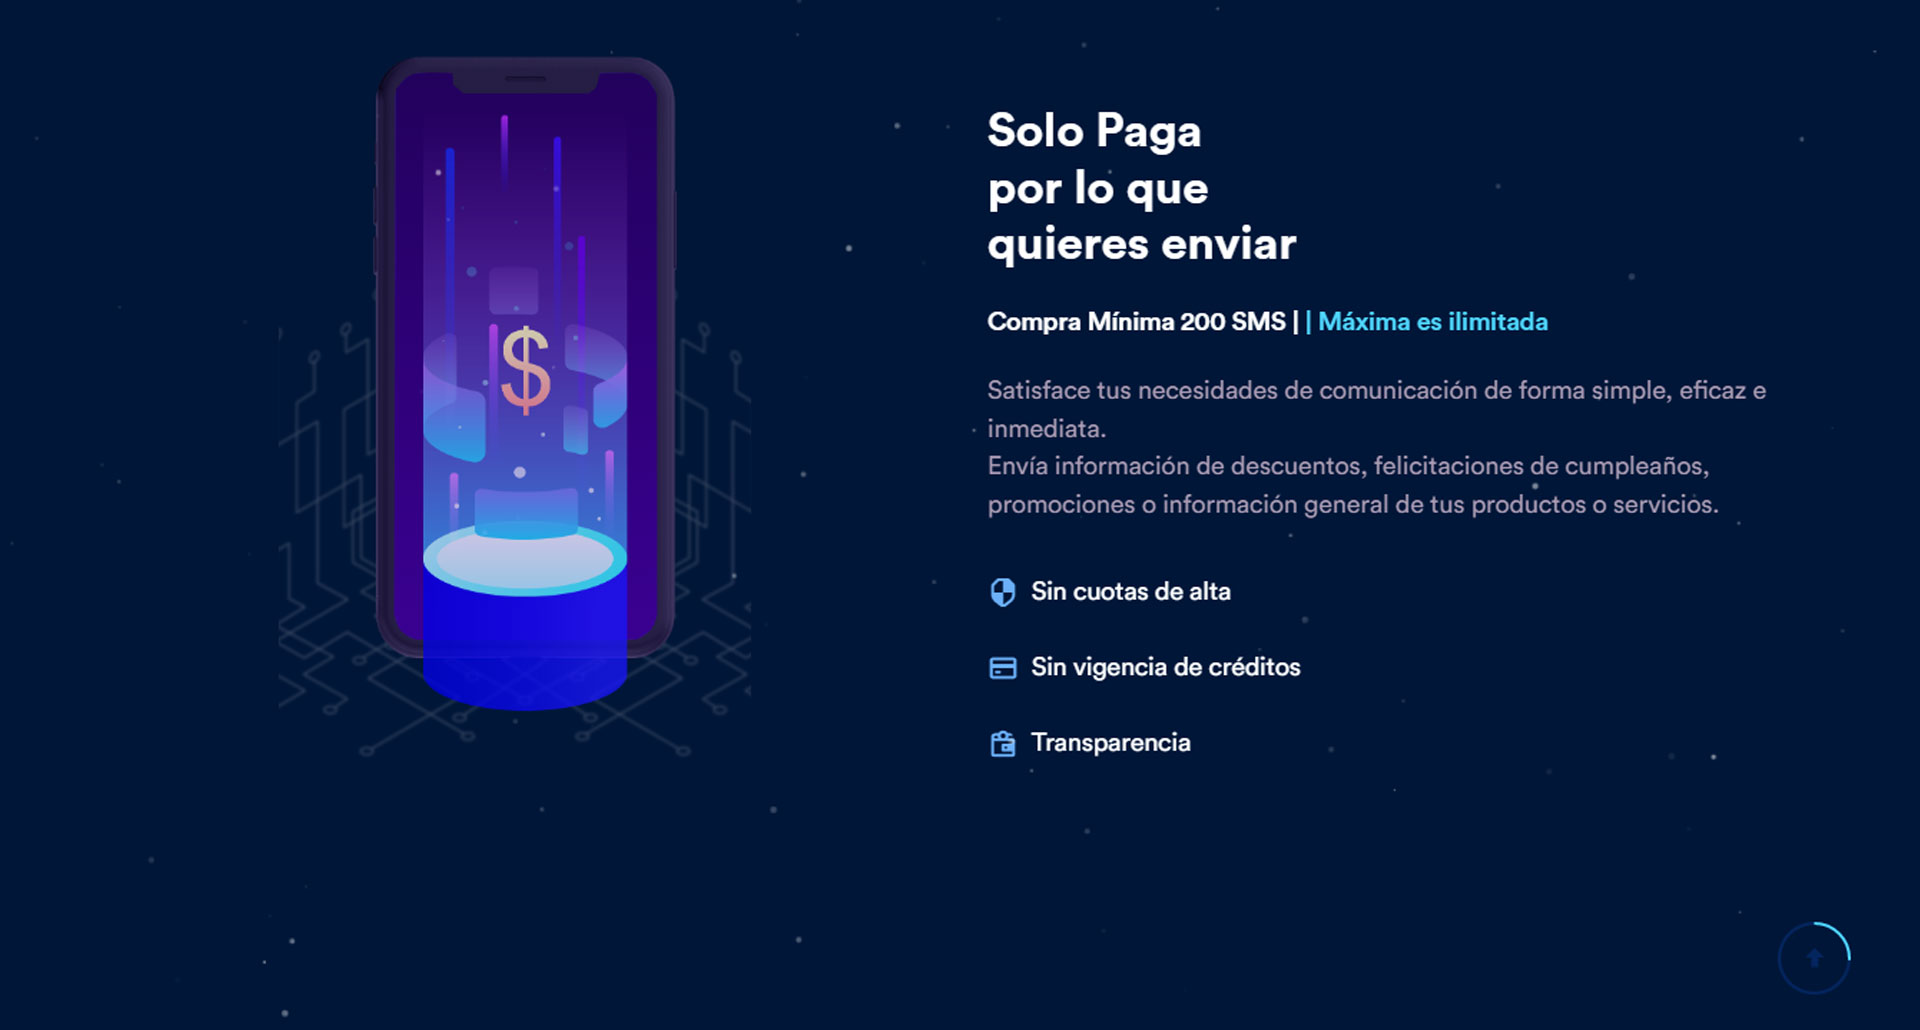 Solo Paga
por lo que
quieres enviar
Compra Mínima 200 SMS | | Máxima es ilimitada
Satisface tus necesidades de comunicación de forma simple, eficaz e
inmediata.
Envía información de descuentos, felicitaciones de cumpleaños,
promociones o información general de tus productos o servicios.
Sin cuotas de alta
Sin vigencia de créditos
Transparencia
$